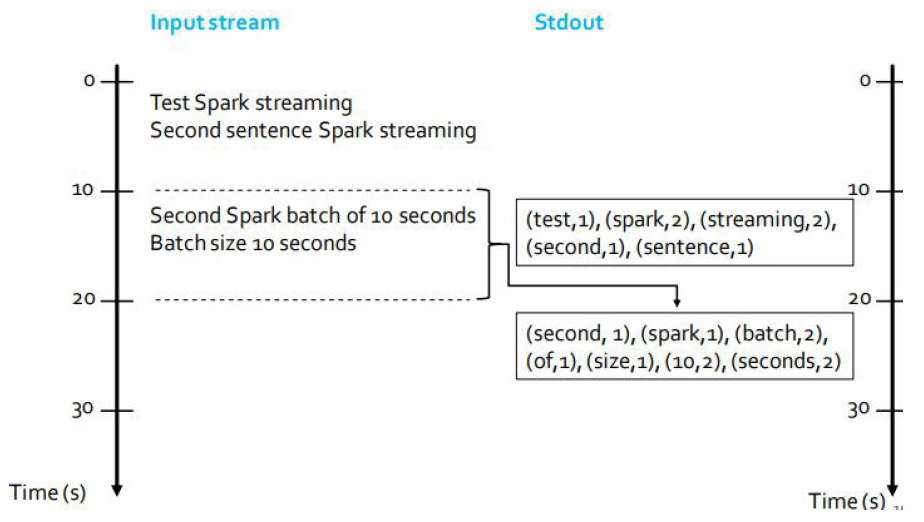 Input stream
Stdout
0
0
Test Spark streaming
Second sentence Spark streaming
10
10
Second Spark batch of 10 seconds
Batch size 10 seconds
(test,1), (spark,2), (streaming,2),
(second,1), (sentence,1)
20
20
(second, 1), (spark,1), (batch,2),
(of,1), (size,1), (10,2), (seconds,2)
30
30
Time (s)
Time (s)